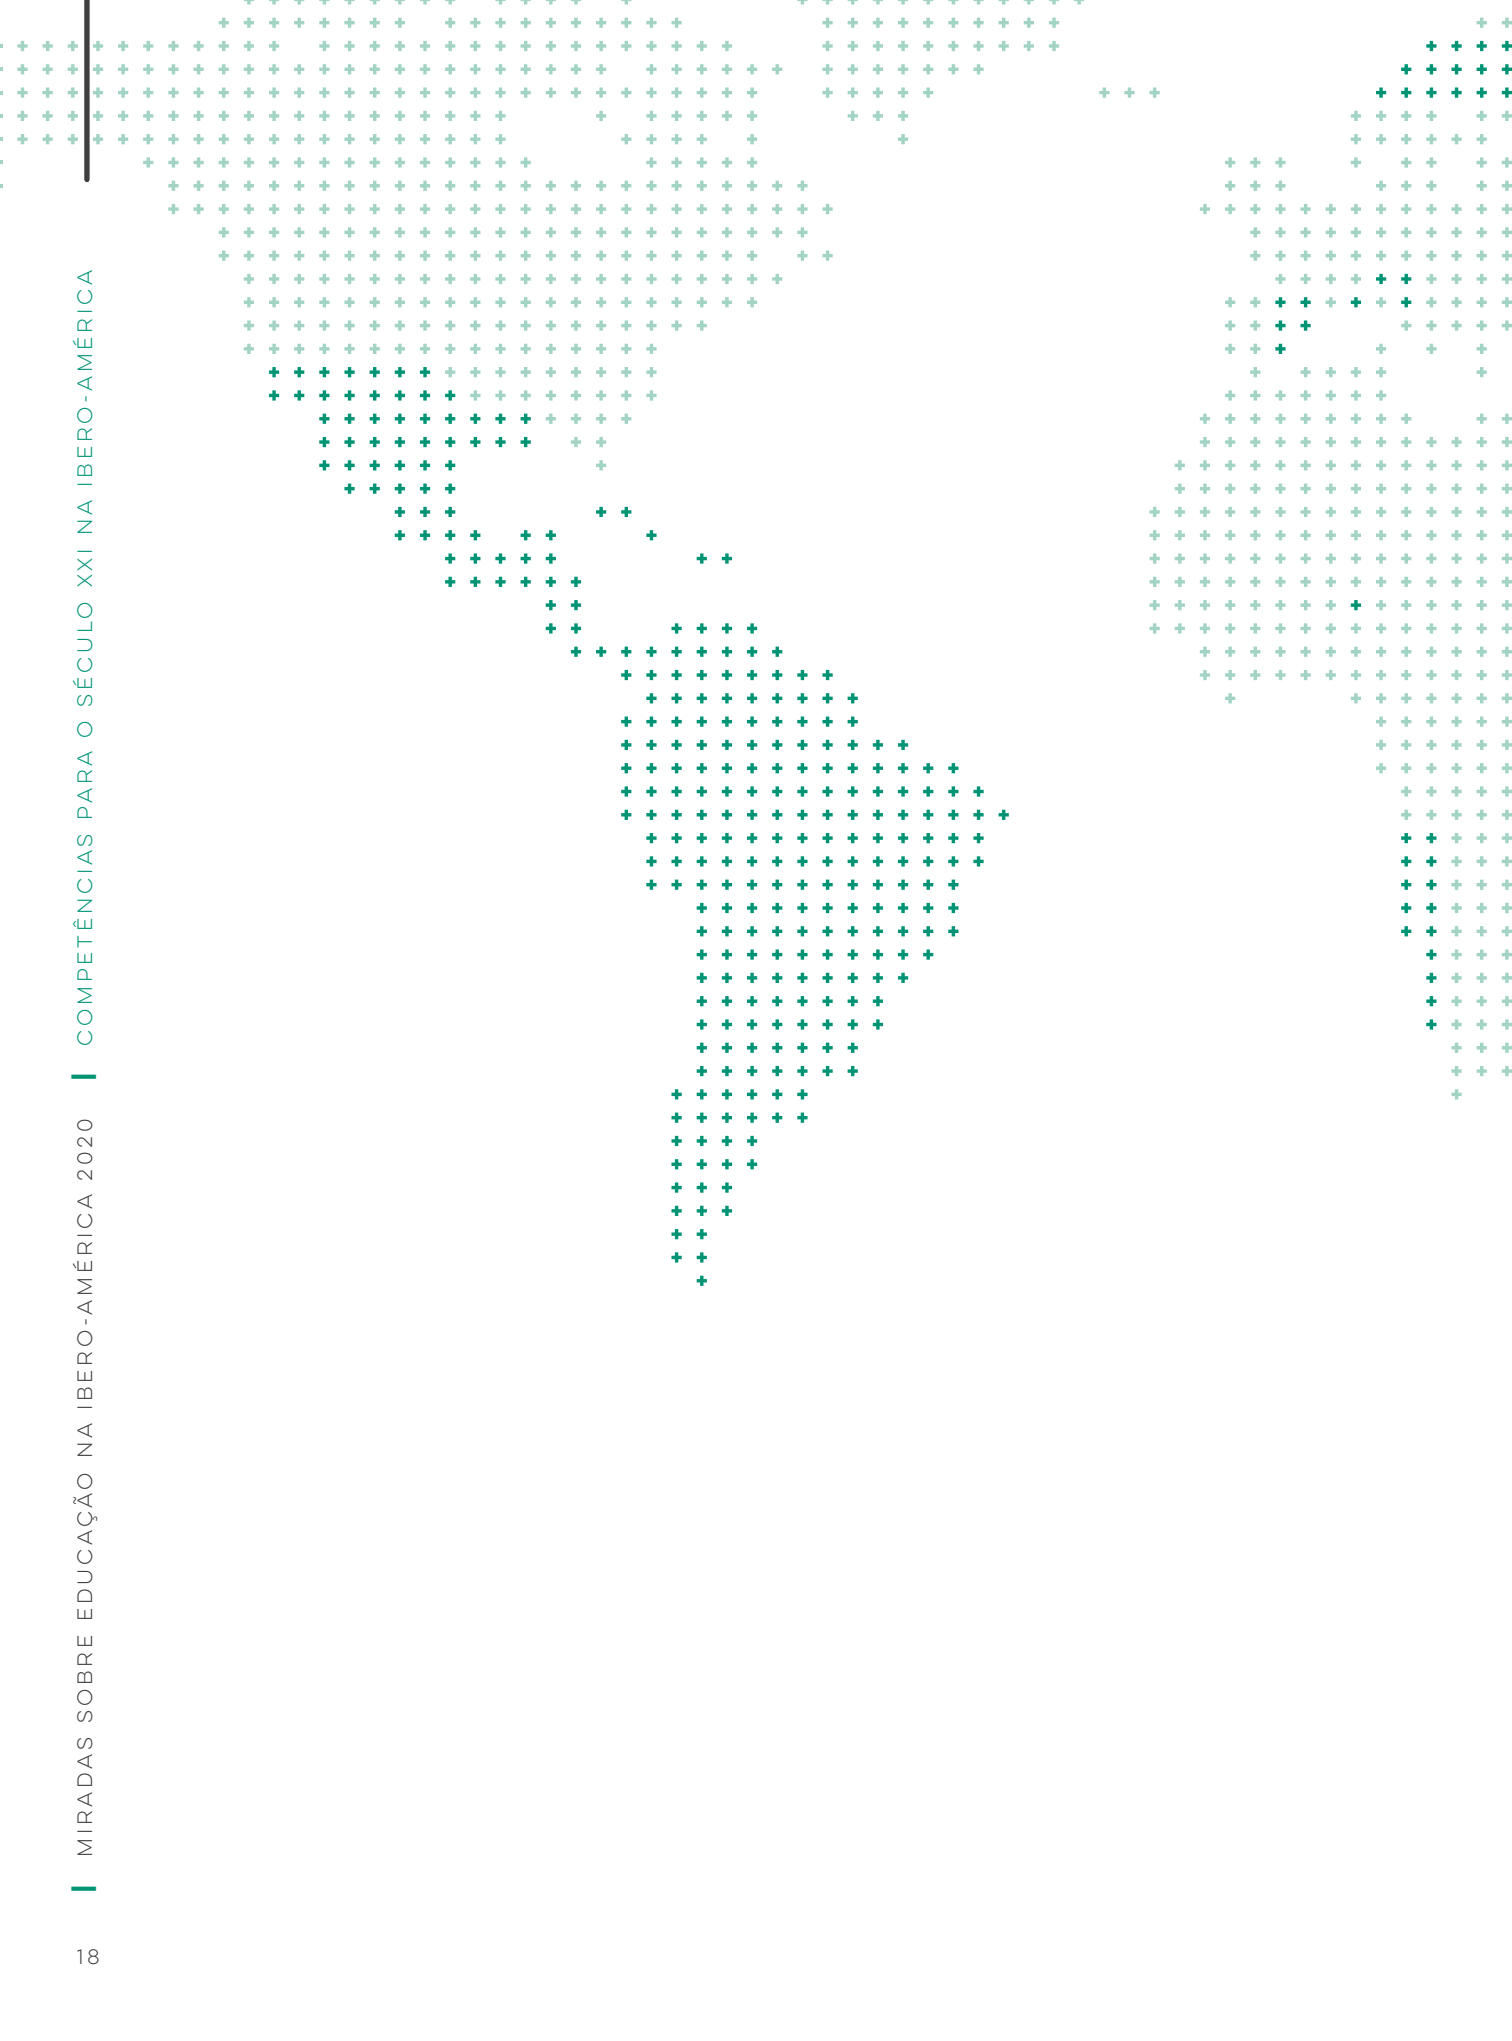 MIRADAS SOBRE EDUCAÇÃO NA IBERO-AMÉRICA 2020 | COMPETÊNCIAS PARA O SÉCULO XXI NA IBERO-AMÉRICA
18